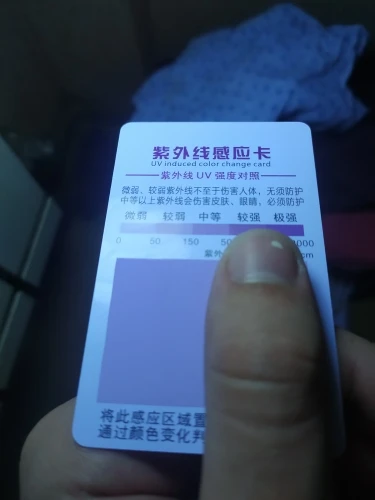 紫外线感应卡
UV induced color change card
紫外线 UV 强度对照
微弱、较弱紫外线不至于伤害人体，无须防护
中等以上紫外线会伤害皮肤、眼睛，必须防护
微弱 较弱 中等 较强 极强
0 50 150
紫外
cm
将此感应区域置
通过颜色变化判